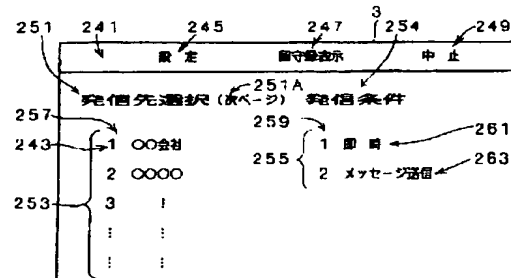 3
251 241 245 247 254 249
設定 留守録表示 中止
251A
発信先選択(次ページ) 発信条件
257 259
243 1 ○○会社 1 即時 261
255
2 ○○○○ 2 メッセージ送信 263
253 3 ⋮
⋮ ⋮
⋮ ⋮